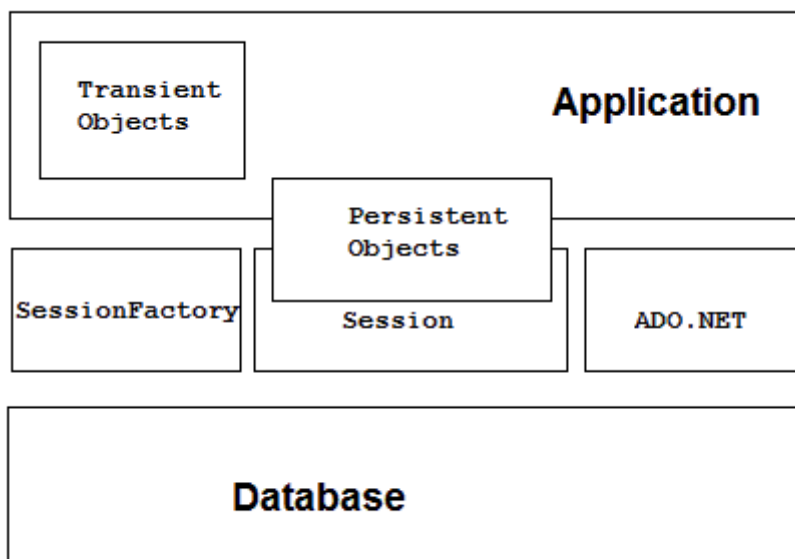 Transient
Objects
Application
Persistent
Objects
SessionFactory
Session
ADO.NET
Database